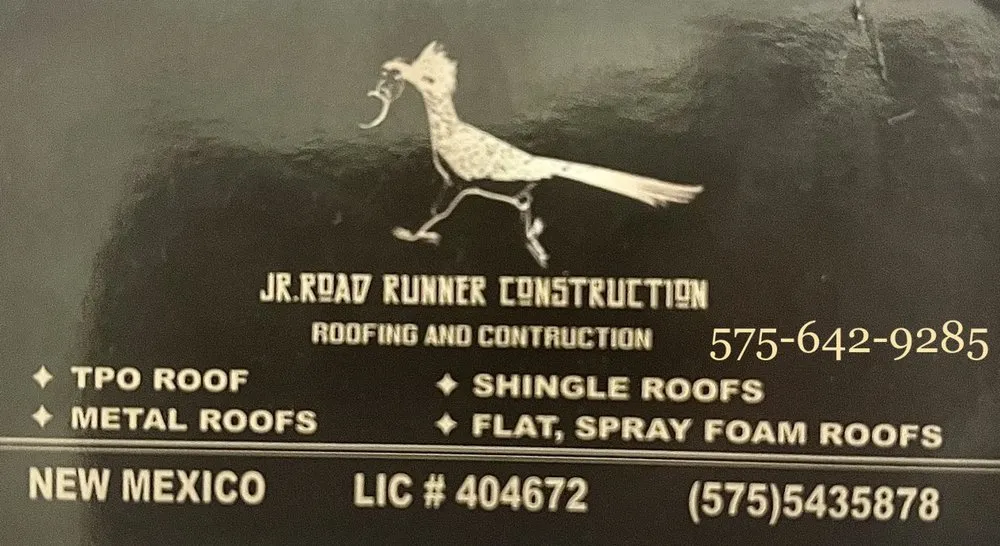 JR.ROAD RUNNER CONSTRUCTION
ROOFING AND CONTRUCTION
575-642-9285
✦ TPO ROOF
✦ SHINGLE ROOFS
✦ METAL ROOFS
✦ FLAT, SPRAY FOAM ROOFS
NEW MEXICO LIC # 404672 (575)5435878